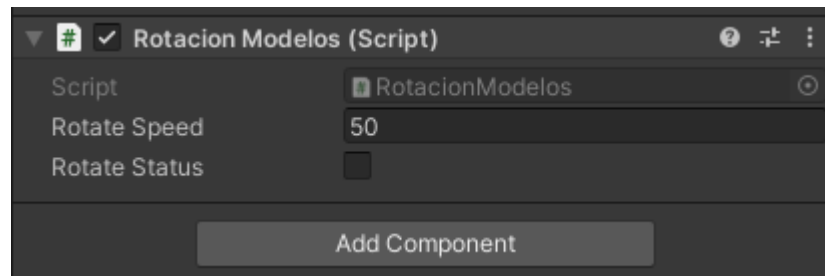 Rotacion Modelos (Script)
Script RotacionModelos
Rotate Speed 50
Rotate Status
Add Component